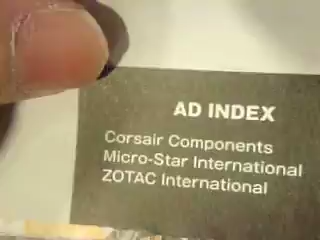 AD INDEX
Corsair Components
Micro-Star International
ZOTAC International